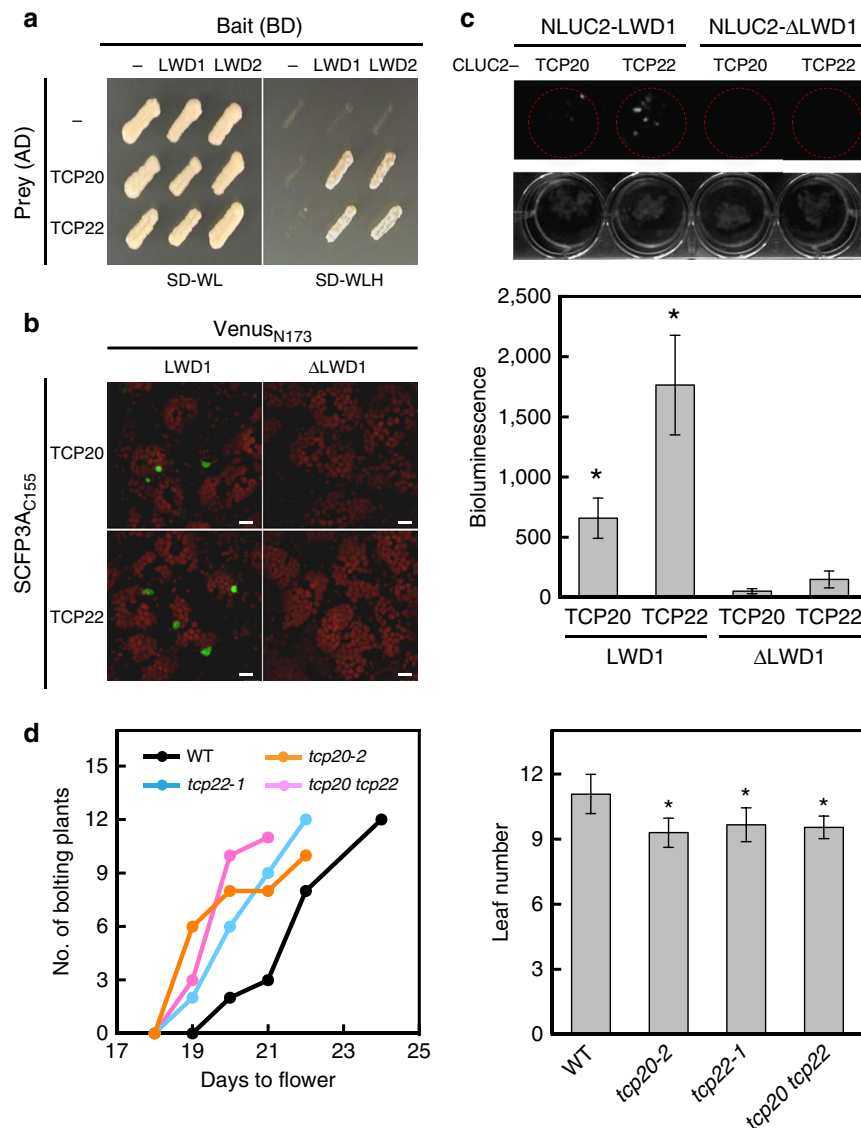 a
Bait (BD)
– LWD1 LWD2 – LWD1 LWD2
Prey (AD)
–
TCP20
TCP22
SD-WL SD-WLH
b
VenusN173
LWD1 ΔLWD1
SCFP3AC155
TCP20
TCP22
c
NLUC2-LWD1 NLUC2-ΔLWD1
CLUC2– TCP20 TCP22 TCP20 TCP22
Bioluminescence
2,500
2,000
1,500
1,000
500
0
* *
TCP20 TCP22 TCP20 TCP22
LWD1 ΔLWD1
d
No. of bolting plants
15
12
9
6
3
0
WT tcp20-2
tcp22-1 tcp20 tcp22
17 19 21 23 25
Days to flower
Leaf number
12
9
6
3
0
* * *
WT tcp20-2 tcp22-1 tcp20 tcp22